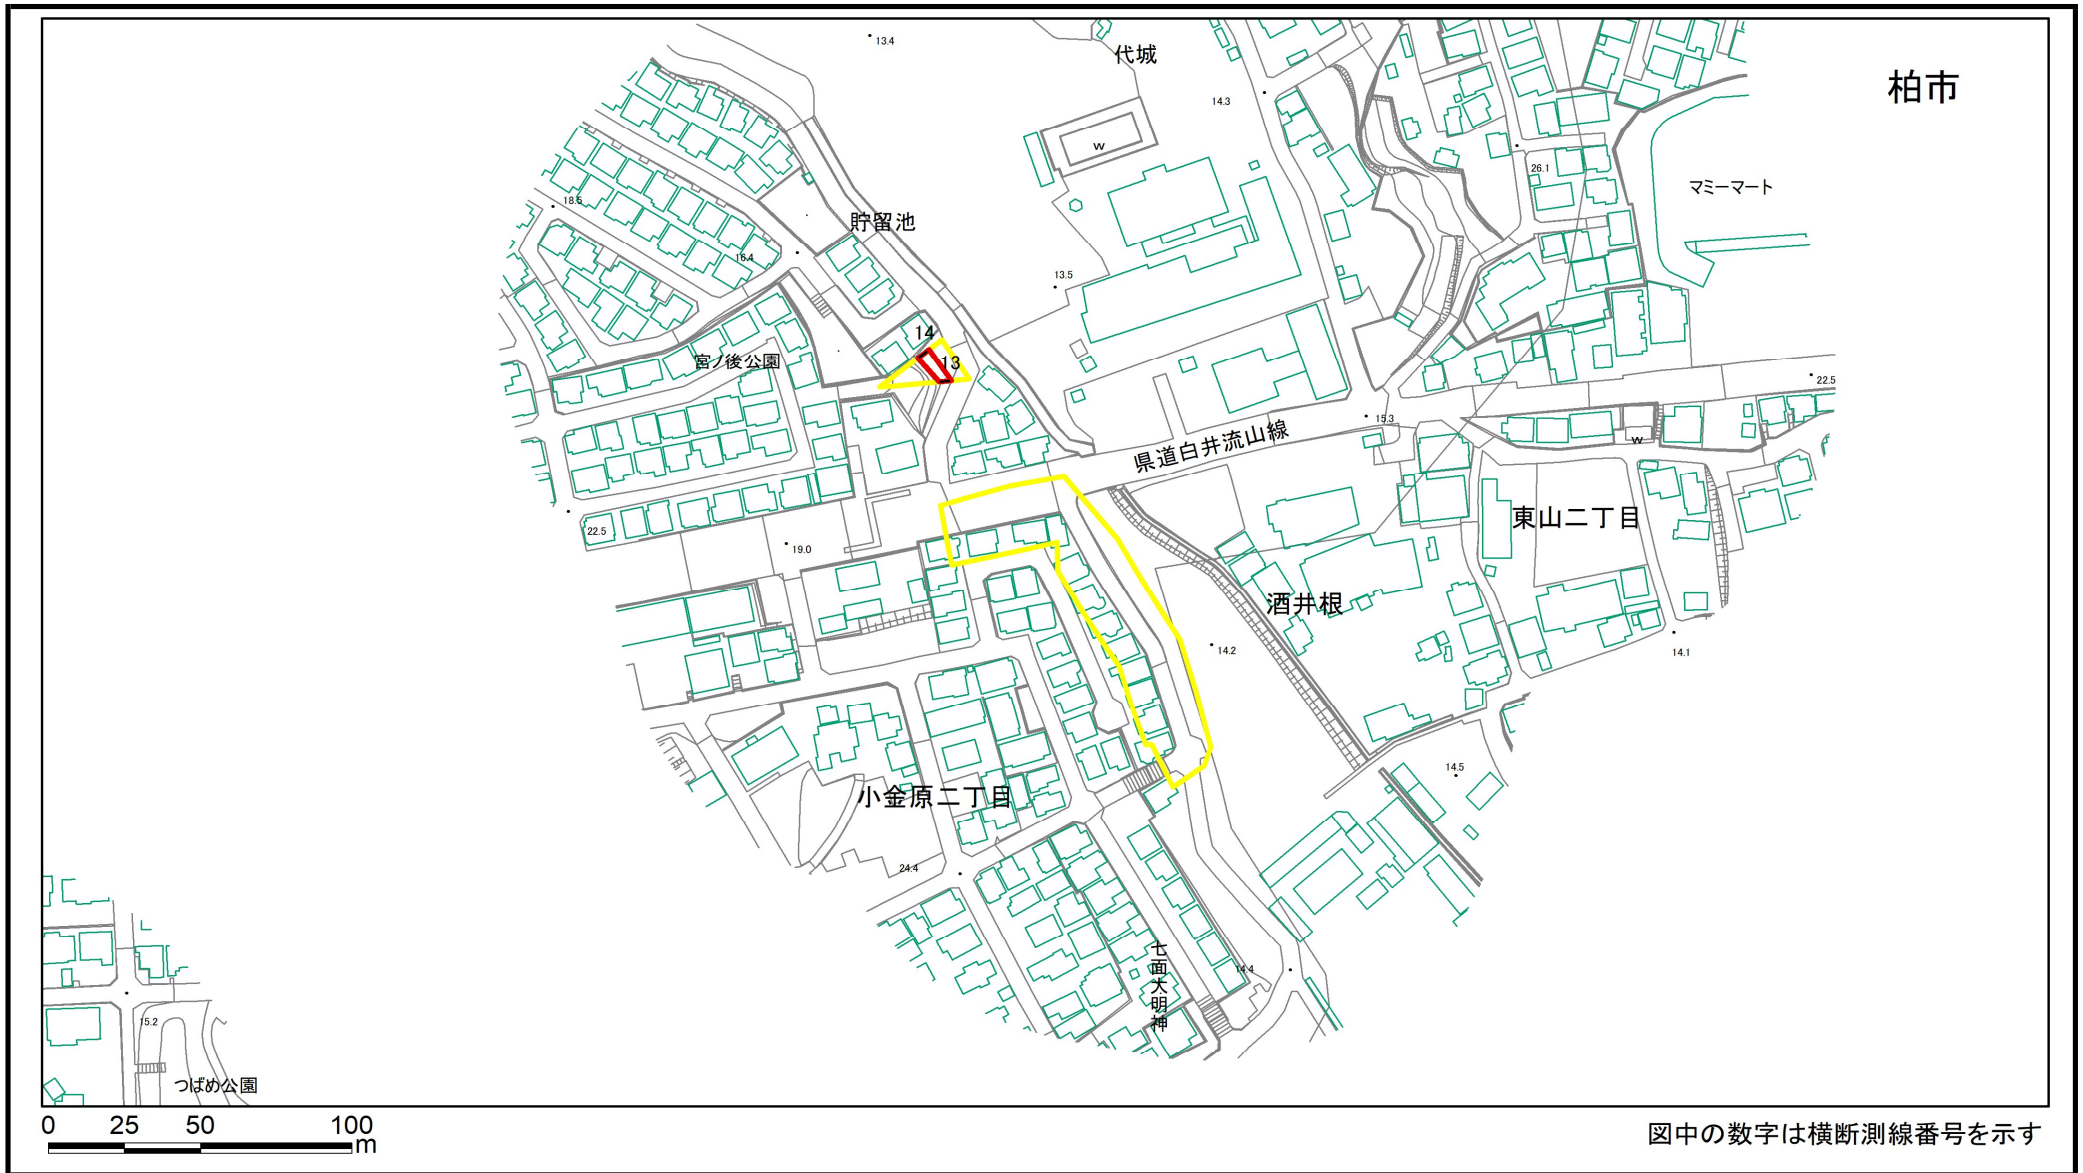 13.4
代城
柏市
14.3
w
26.1
マミーマート
18.5
貯留池
16.4
13.5
14
13
宮ノ後公園
22.5
15.3
県道白井流山線
w
22.5
19.0
東山二丁目
酒井根
14.2
14.1
14.5
小金原二丁目
24.4
七面大明神
14.4
15.2
つばめ公園
0 25 50 100
m
図中の数字は横断測線番号を示す